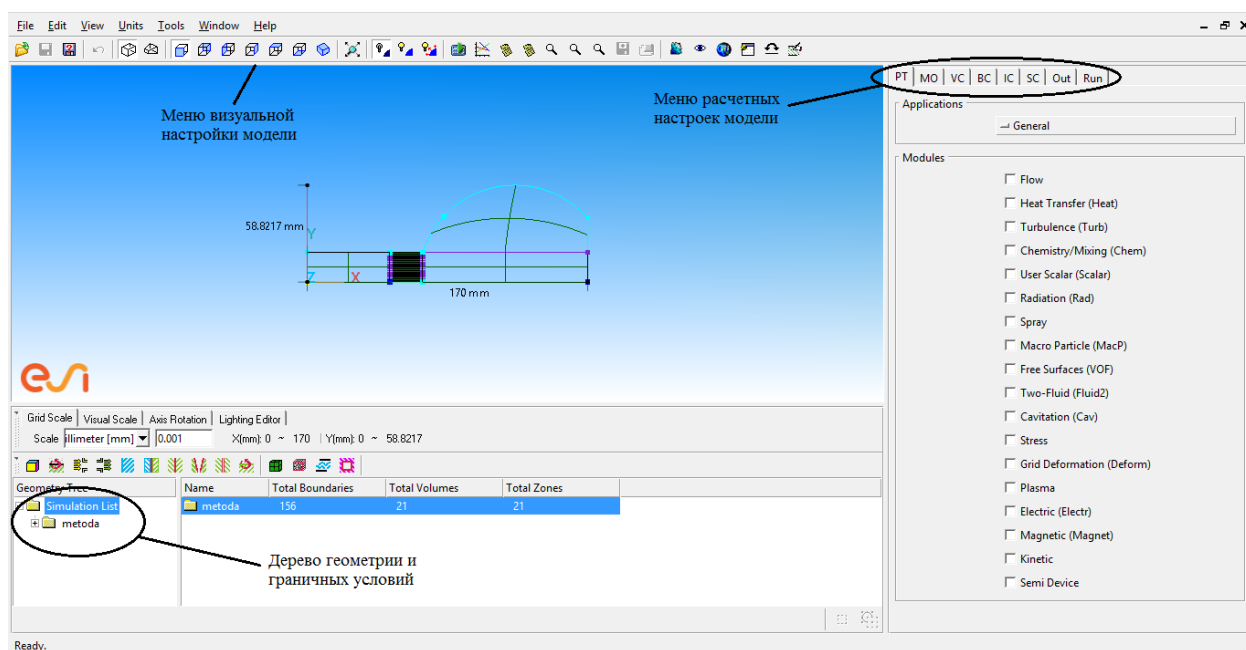 File Edit View Units Tools Window Help
Меню визуальной
настройки модели
Меню расчетных
настроек модели
58.8217 mm
Y
Z
X
170 mm
esi
PT MO VC BC IC SC Out Run
Applications
General
Modules
Flow
Heat Transfer (Heat)
Turbulence (Turb)
Chemistry/Mixing (Chem)
User Scalar (Scalar)
Radiation (Rad)
Spray
Macro Particle (MacP)
Free Surfaces (VOF)
Two-Fluid (Fluid2)
Cavitation (Cav)
Stress
Grid Deformation (Deform)
Plasma
Electric (Electr)
Magnetic (Magnet)
Kinetic
Semi Device
Grid Scale Visual Scale Axis Rotation Lighting Editor
Scale illimeter [mm] 0.001 X(mm): 0 ~ 170 | Y(mm): 0 ~ 58.8217
Geometry Tree
Simulation List
metoda
Name Total Boundaries Total Volumes Total Zones
metoda 156 21 21
Дерево геометрии и
граничных условий
Ready.